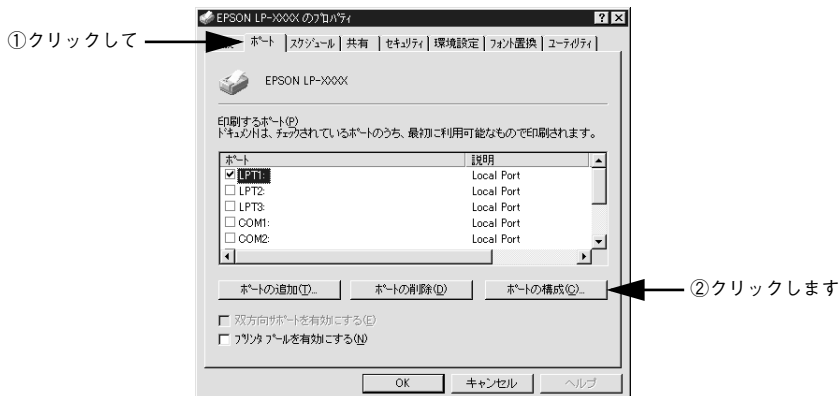 EPSON LP-XXXX のプロパティ
①クリックして
ポート
スケジュール
共有
セキュリティ
環境設定
フォント置換
ユーティリティ
EPSON LP-XXXX
印刷するポート(P)
ドキュメントは、チェックされているポートのうち、最初に利用可能なもので印刷されます。
ポート 説明
LPT1: Local Port
LPT2: Local Port
LPT3: Local Port
COM1: Local Port
COM2: Local Port
ポートの追加(T)... ポートの削除(D) ポートの構成(C)...
②クリックします
双方向サポートを有効にする(E)
プリンタ プールを有効にする(N)
OK キャンセル ヘルプ